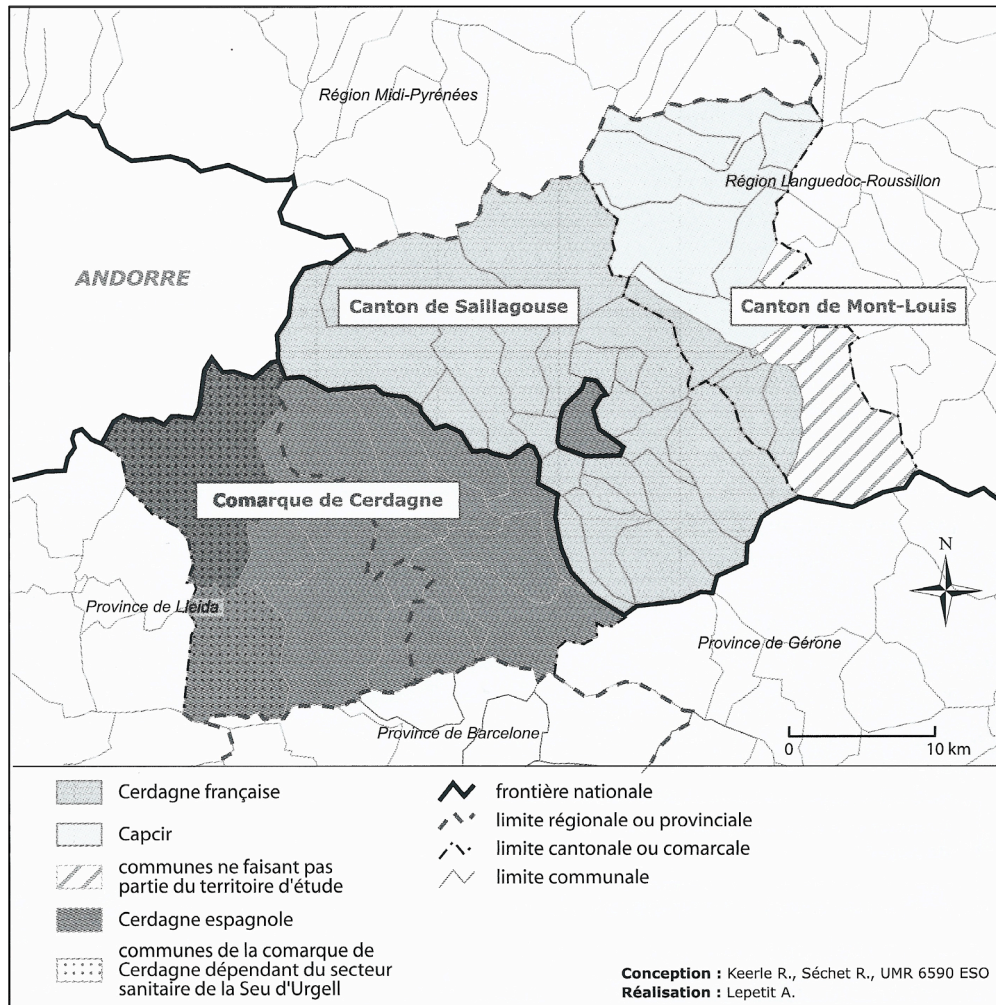 Région Midi-Pyrénées
Région Languedoc-Roussillon
ANDORRE
Canton de Saillagouse
Canton de Mont-Louis
Comarque de Cerdagne
N
Province de Lleida
Province de Gérone
Province de Barcelone
0 10 km
Cerdagne française
Capcir
communes ne faisant pas
partie du territoire d'étude
Cerdagne espagnole
communes de la comarque de
Cerdagne dépendant du secteur
sanitaire de la Seu d'Urgell
frontière nationale
limite régionale ou provinciale
limite cantonale ou comarcale
limite communale
Conception : Keerle R., Séchet R., UMR 6590 ESO
Réalisation : Lepetit A.